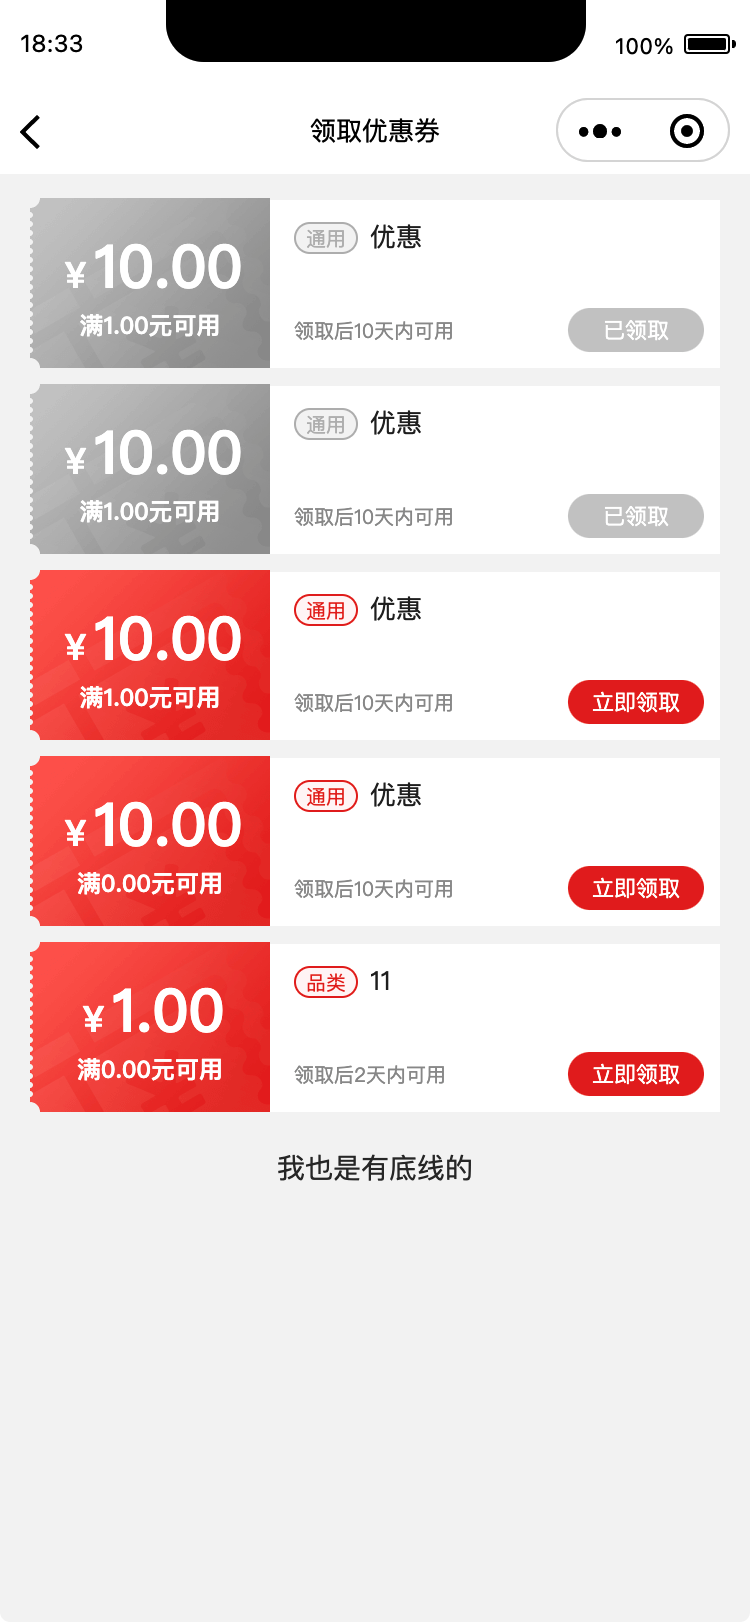 18:33
100%
领取优惠券
¥10.00
满1.00元可用
通用 优惠
领取后10天内可用
已领取
¥10.00
满1.00元可用
通用 优惠
领取后10天内可用
已领取
¥10.00
满1.00元可用
通用 优惠
领取后10天内可用
立即领取
¥10.00
满0.00元可用
通用 优惠
领取后10天内可用
立即领取
¥1.00
满0.00元可用
品类 11
领取后2天内可用
立即领取
我也是有底线的